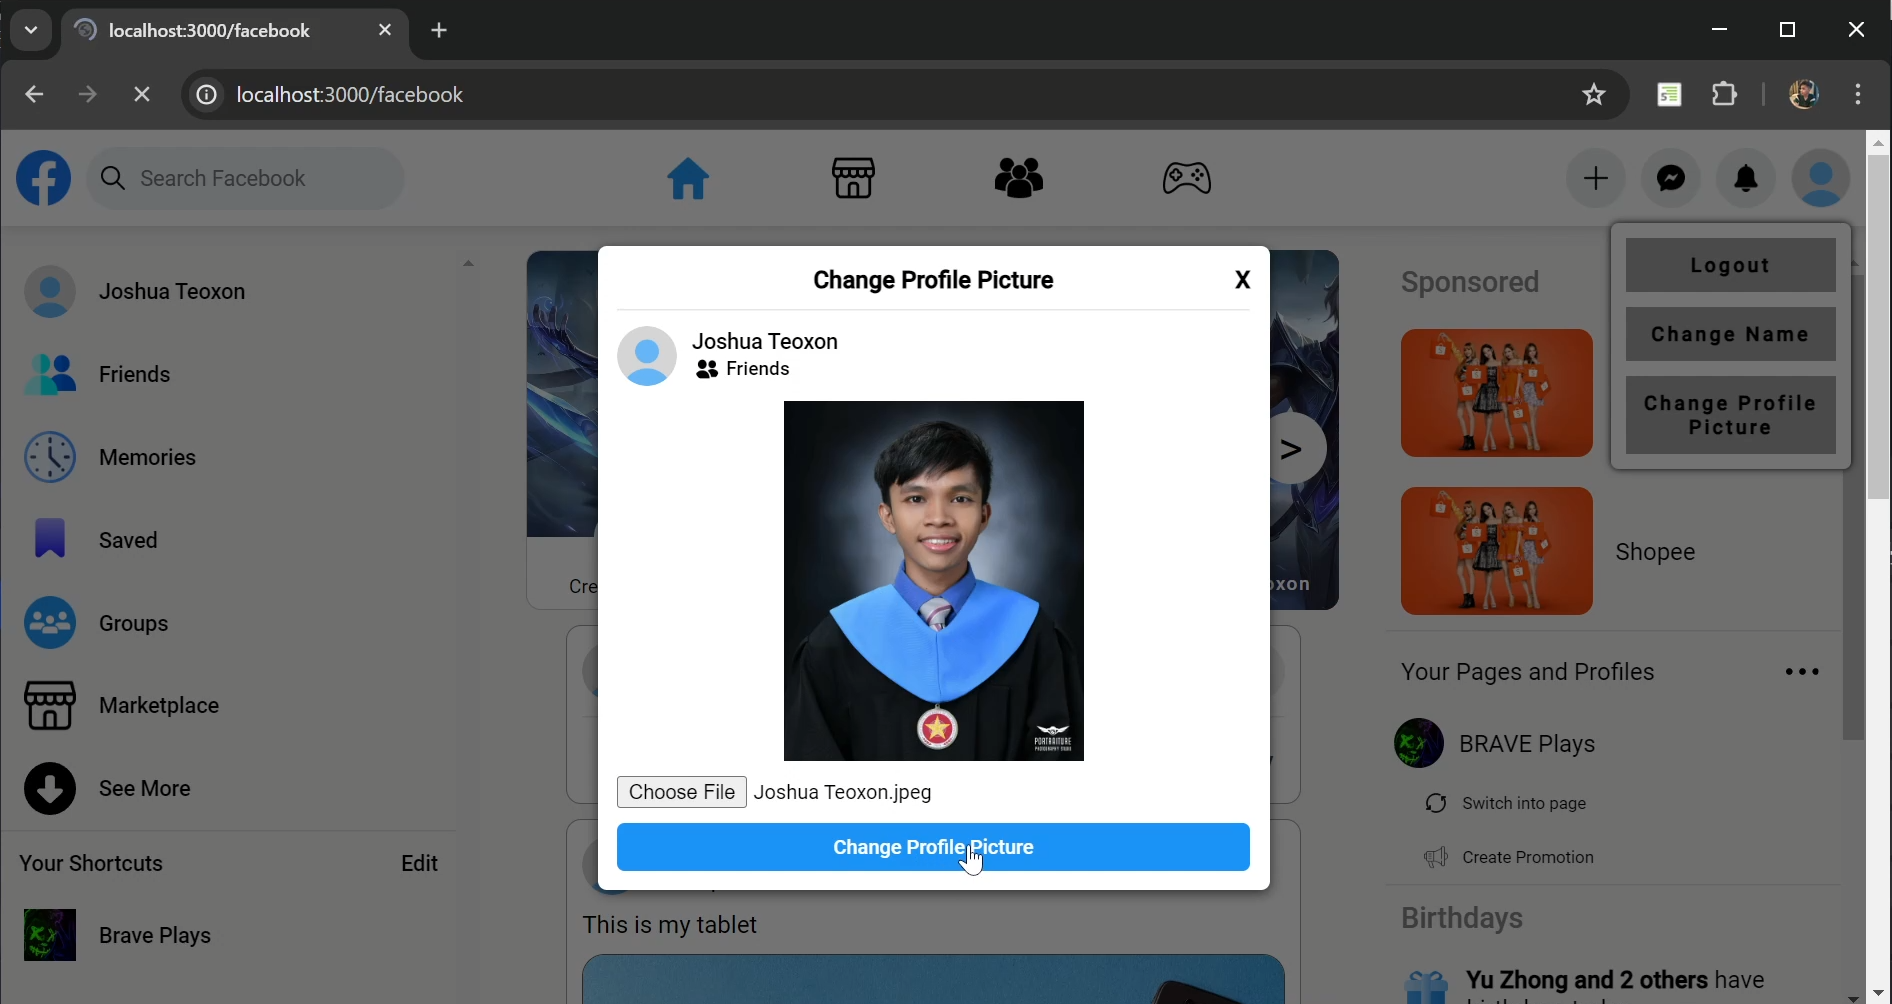 localhost:3000/facebook
localhost:3000/facebook
Search Facebook
Joshua Teoxon
Friends
Memories
Saved
Groups
Marketplace
See More
Your Shortcuts
Edit
Brave Plays
Cre
>
oxon
Change Profile Picture
X
Joshua Teoxon
Friends
PORTRAITURE
Choose File Joshua Teoxon.jpeg
Change Profile Picture
This is my tablet
Sponsored
Logout
Change Name
Change Profile
Picture
Shopee
Your Pages and Profiles
BRAVE Plays
Switch into page
Create Promotion
Birthdays
Yu Zhong and 2 others have